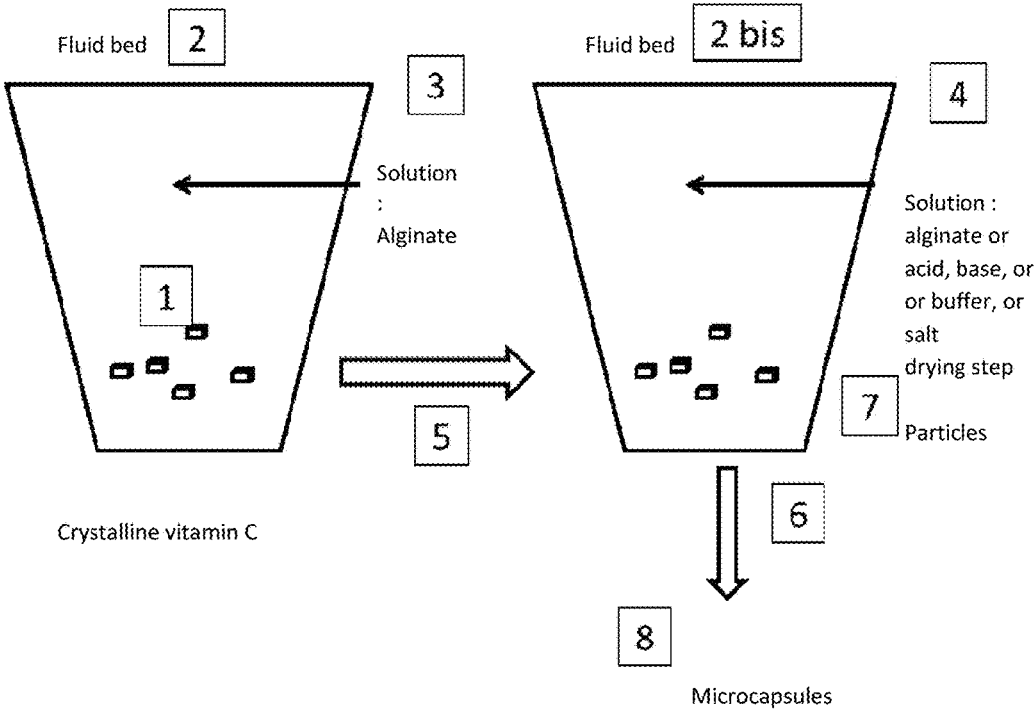 Fluid bed
2
Fluid bed
2 bis
3
4
Solution
:
Alginate
Solution :
alginate or
acid, base, or
or buffer, or
salt
drying step
1
5
7
Particles
Crystalline vitamin C
6
8
Microcapsules